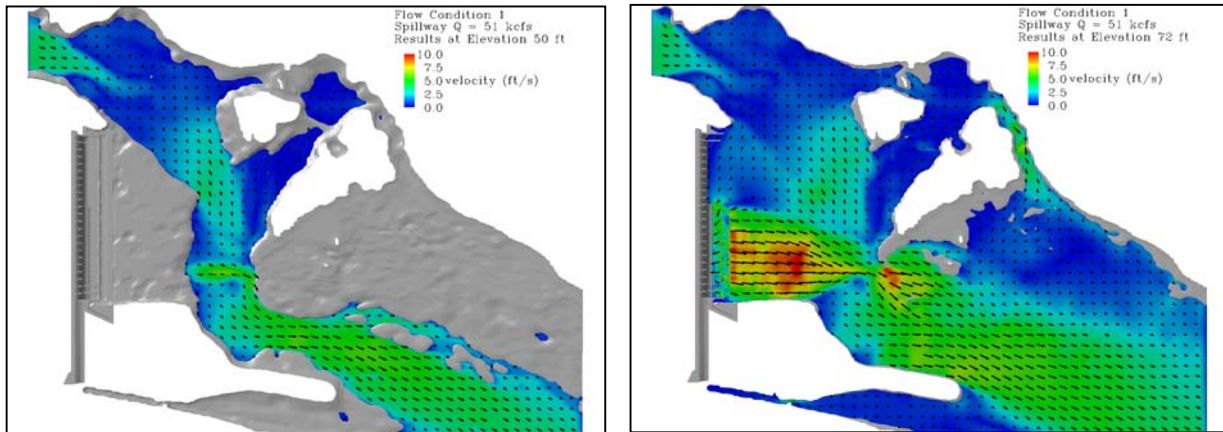 Flow Condition 1
Spillway Q = 51 kcfs
Results at Elevation 50 ft
10.0
7.5
5.0 velocity (ft/s)
2.5
0.0
Flow Condition 1
Spillway Q = 51 kcfs
Results at Elevation 72 ft
10.0
7.5
5.0 velocity (ft/s)
2.5
0.0